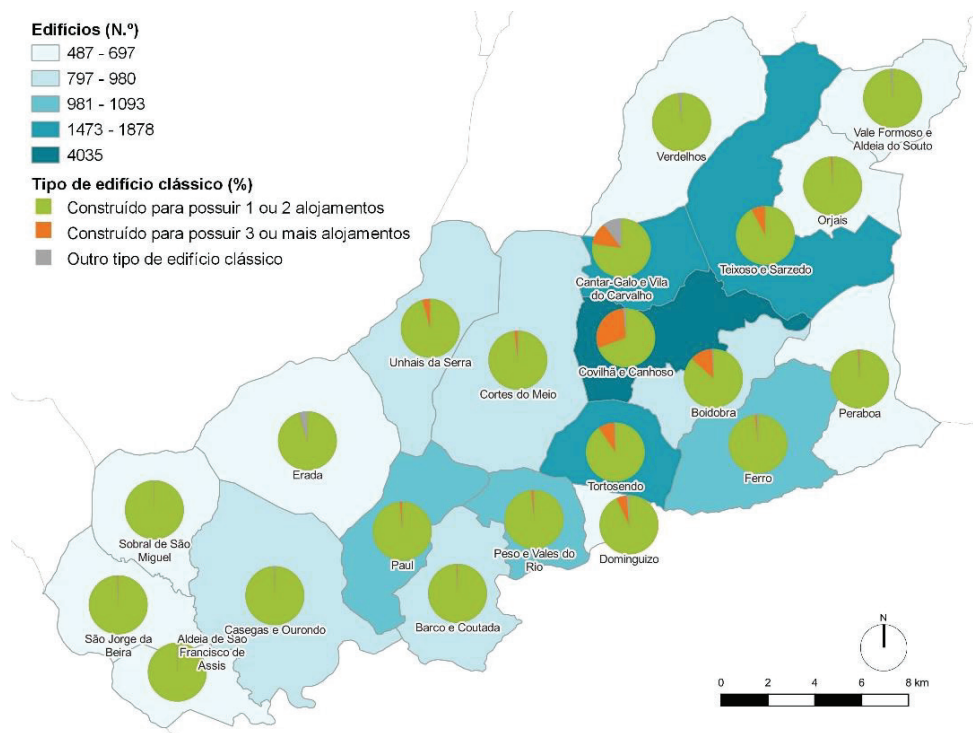 Edifícios (N.º)
487 - 697
797 - 980
981 - 1093
1473 - 1878
4035
Tipo de edifício clássico (%)
Construído para possuir 1 ou 2 alojamentos
Construído para possuir 3 ou mais alojamentos
Outro tipo de edifício clássico
Verdelhos
Vale Formoso e
Aldeia do Souto
Orjais
Teixoso e Sarzedo
Cantar-Galo e Vila
do Carvalho
Unhais da Serra
Cortes do Meio
Covilhã e Canhoso
Boidobra
Peraboa
Erada
Tortosendo
Ferro
Sobral de São
Miguel
Paul
Peso e Vales do
Rio
Dominguizo
São Jorge da
Beira
Aldeia de São
Francisco de
Assis
Casegas e Ourondo
Barco e Coutada
N
0 2 4 6 8 km